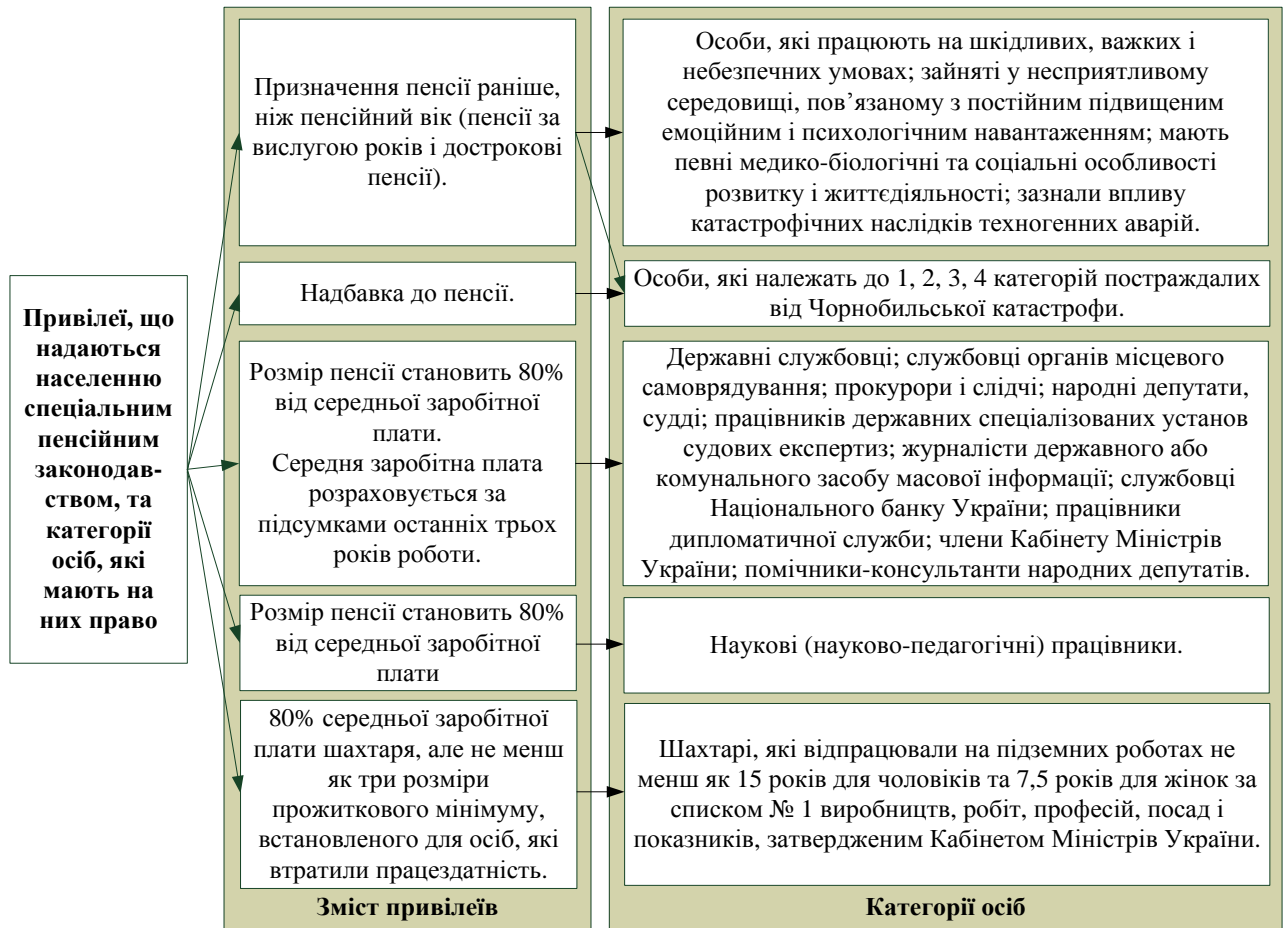 Привілеї, що
надаються
населенню
спеціальним
пенсійним
законодав-
ством, та
категорії
осіб, які
мають на
них право
Призначення пенсії раніше,
ніж пенсійний вік (пенсії за
вислугою років і дострокові
пенсії).
Особи, які працюють на шкідливих, важких і
небезпечних умовах; зайняті у несприятливому
середовищі, пов’язаному з постійним підвищеним
емоційним і психологічним навантаженням; мають
певні медико-біологічні та соціальні особливості
розвитку і життєдіяльності; зазнали впливу
катастрофічних наслідків техногенних аварій.
Надбавка до пенсії.
Особи, які належать до 1, 2, 3, 4 категорій постраждалих
від Чорнобильської катастрофи.
Розмір пенсії становить 80%
від середньої заробітної
плати.
Середня заробітна плата
розраховується за
підсумками останніх трьох
років роботи.
Державні службовці; службовці органів місцевого
самоврядування; прокурори і слідчі; народні депутати,
судді; працівників державних спеціалізованих установ
судових експертиз; журналісти державного або
комунального засобу масової інформації; службовці
Національного банку України; працівники
дипломатичної служби; члени Кабінету Міністрів
України; помічники-консультанти народних депутатів.
Розмір пенсії становить 80%
від середньої заробітної
плати
Наукові (науково-педагогічні) працівники.
80% середньої заробітної
плати шахтаря, але не менш
як три розміри
прожиткового мінімуму,
встановленого для осіб, які
втратили працездатність.
Шахтарі, які відпрацювали на підземних роботах не
менш як 15 років для чоловіків та 7,5 років для жінок за
списком № 1 виробництв, робіт, професій, посад і
показників, затвердженим Кабінетом Міністрів України.
Зміст привілеїв
Категорії осіб